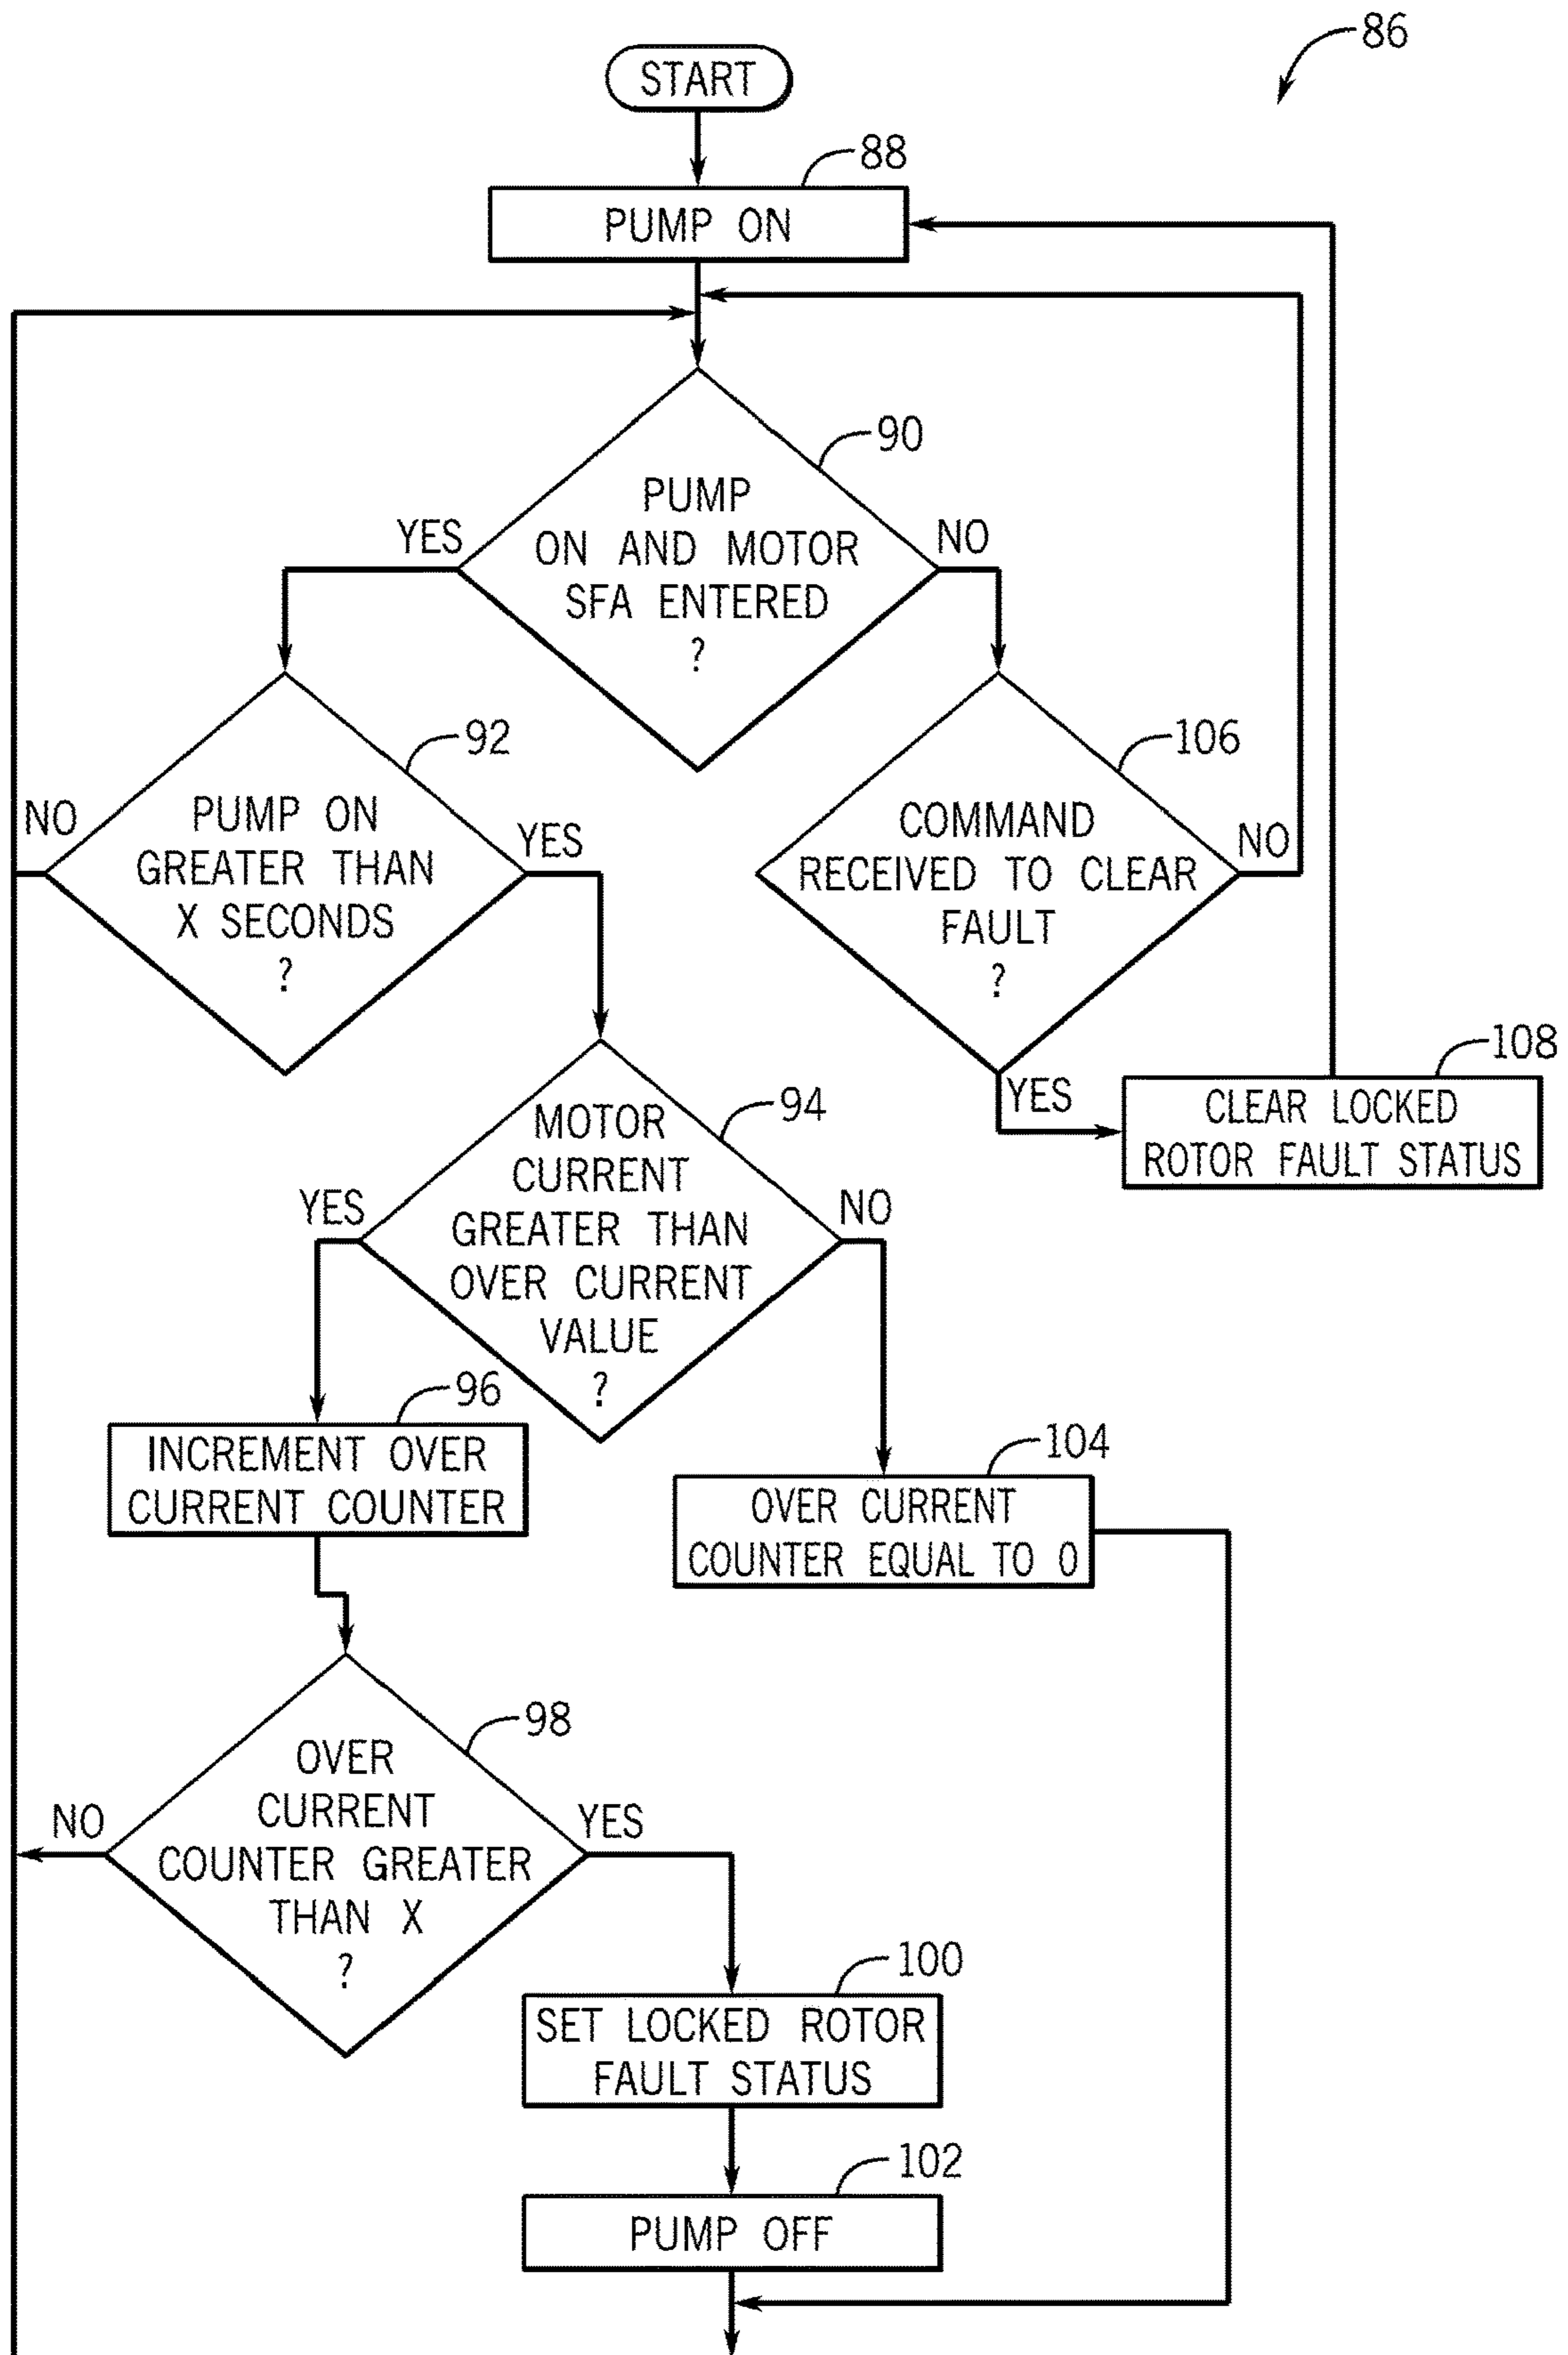 86
START
88
PUMP ON
90
PUMP
ON AND MOTOR
SFA ENTERED
?
YES
NO
92
PUMP ON
GREATER THAN
X SECONDS
?
NO
YES
106
COMMAND
RECEIVED TO CLEAR
FAULT
?
NO
YES
108
CLEAR LOCKED
ROTOR FAULT STATUS
94
MOTOR
CURRENT
GREATER THAN
OVER CURRENT
VALUE
?
YES
NO
96
INCREMENT OVER
CURRENT COUNTER
104
OVER CURRENT
COUNTER EQUAL TO 0
98
OVER
CURRENT
COUNTER GREATER
THAN X
?
NO
YES
100
SET LOCKED ROTOR
FAULT STATUS
102
PUMP OFF